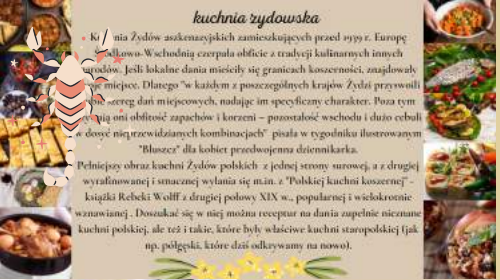 kuchnia żydowska
Żydów aszkenazyjskich zamieszkujących przed 1939 r. Europę
Środkowo-Wschodnią czerpała obficie z tradycji kulinarnych innych
narodów. Jeśli lokalne dania mieściły się granicach koszerności, znajdowały
miejsce. Dlatego "w każdym z poszczególnych krajów Żydzi przyswoili
szereg dań miejscowych, nadając im specyficzny charakter. Poza tym
oni obfitość zapachów i korzeni – pozostałość wschodu i dużo cebuli
w dosyć nieprzewidzianych kombinacjach" pisała w tygodniku ilustrowanym
"Bluszcz" dla kobiet przedwojenna dziennikarka.
Pełniejszy obraz kuchni Żydów polskich z jednej strony surowej, a z drugiej
wyrafinowanej i smacznej wyłania się m.in. z "Polskiej kuchni koszernej" -
książki Rebeki Wolff z drugiej połowy XIX w., popularnej i wielokrotnie
wznawianej . Doszukać się w niej można receptur na dania zupełnie nieznane
kuchni polskiej, ale też i takie, które były właściwe kuchni staropolskiej (jak
np. półgęski, które dziś odkrywamy na nowo).